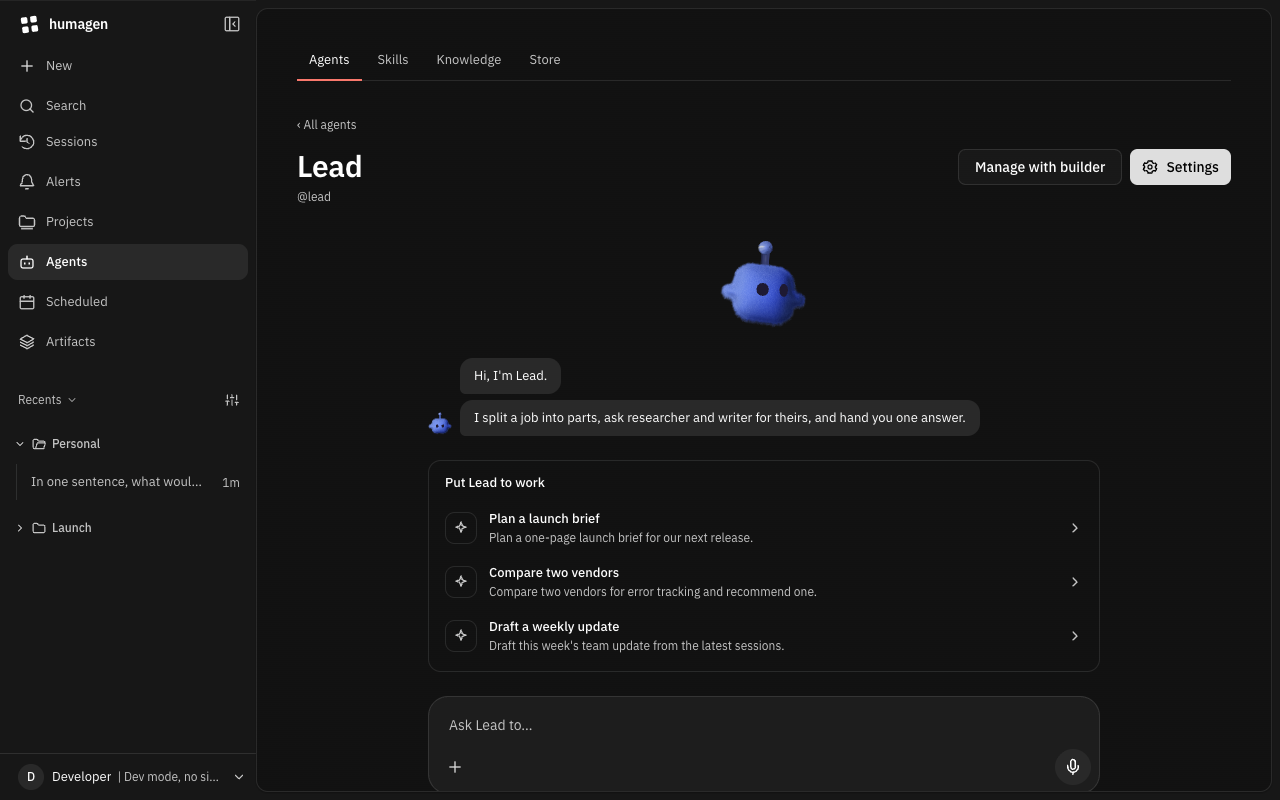 humagen
New
Search
Sessions
Alerts
Projects
Agents
Scheduled
Artifacts
Recents
Personal
In one sentence, what woul... 1m
Launch
D Developer | Dev mode, no si...
Agents Skills Knowledge Store
‹ All agents
Lead
@lead
Manage with builder
Settings
Hi, I'm Lead.
I split a job into parts, ask researcher and writer for theirs, and hand you one answer.
Put Lead to work
Plan a launch brief
Plan a one-page launch brief for our next release.
Compare two vendors
Compare two vendors for error tracking and recommend one.
Draft a weekly update
Draft this week's team update from the latest sessions.
Ask Lead to...